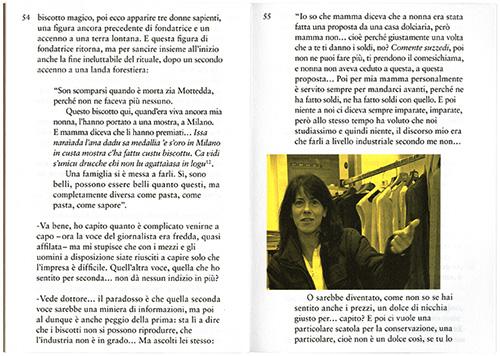 54
biscotto magico, poi ecco apparire tre donne sapienti,
una figura ancora precedente di fondatrice e un
accenno a una terra lontana. E questa figura di
fondatrice ritorna, ma per sancire insieme all'inizio
anche la fine ineluttabile del rituale, dopo un secondo
accenno a una landa forestiera:
"Son scomparsi quando è morta zia Mottedda,
perché non ne faceva più nessuno.
Questo biscotto qui, quand'era viva ancora mia
nonna, l'hanno portato a una mostra, a Milano.
E mamma diceva che li hanno premiati... Issa
naraiada l'ana dadu sa medallia 'e s'oro in Milano
in custa mostra c'ha fattu custu biscottu. Ca vidi
s'unicu drucche chi non lu agattaiasa in logu¹².
Una famiglia si è messa a farli. Sì, sono
belli, possono essere belli quanto questi, ma
completamente diversa come pasta, come
pasta, come sapore".
-Va bene, ho capito quanto è complicato venirne a
capo – ora la voce del giornalista era fredda, quasi
affilata – ma mi stupisce che con i mezzi e gli
uomini a disposizione siate riusciti a capire solo che
l'impresa è difficile. Quell'altra voce, quella che ho
sentito per seconda... non dà nessun indizio in più?
-Vede dottore... il paradosso è che quella seconda
voce sarebbe una miniera di informazioni, ma poi
al dunque è anche peggio della prima: sta lì a dire
che i biscotti non si possono riprodurre, che
l'industria non è in grado... Ma ascolti lei stesso:
55
"Io so che mamma diceva che a nonna era stata
fatta una proposta da una casa dolciaria, però
mamma non... cioè perché giustamente una volta
che a te ti danno i soldi, no? Comente suzzedi, poi
non ne puoi fare più, ti prendono il comesichiama,
e nonna non aveva ceduto a questa, a questa
proposta... Poi per mia mamma personalmente
è servito sempre per mandarci avanti, perché ne
ha fatto soldi, ne ha fatto soldi con quello. E poi
niente a noi ci diceva sempre imparate, imparate,
però allo stesso tempo ha voluto che noi
studiassimo e quindi niente, il discorso mio era
che farli a livello industriale secondo me non...
O sarebbe diventato, come non so se hai
sentito anche i prezzi, un dolce di nicchia
giusto per... capito? E poi ci vuole una
particolare scatola per la conservazione, una
particolare, cioè non è un dolce così, se tu lo